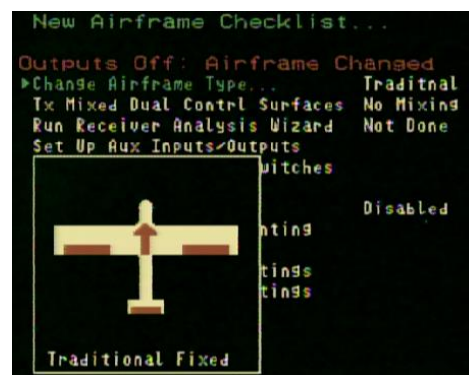 New Airframe Checklist...
Outputs Off: Airframe Changed
▶Change Airframe Type... Traditnal
Tx Mixed Dual Contrl Surfaces No Mixing
Run Receiver Analysis Wizard Not Done
Set Up Aux Inputs/Outputs
witches
Disabled
nting
tings
tings
Traditional Fixed